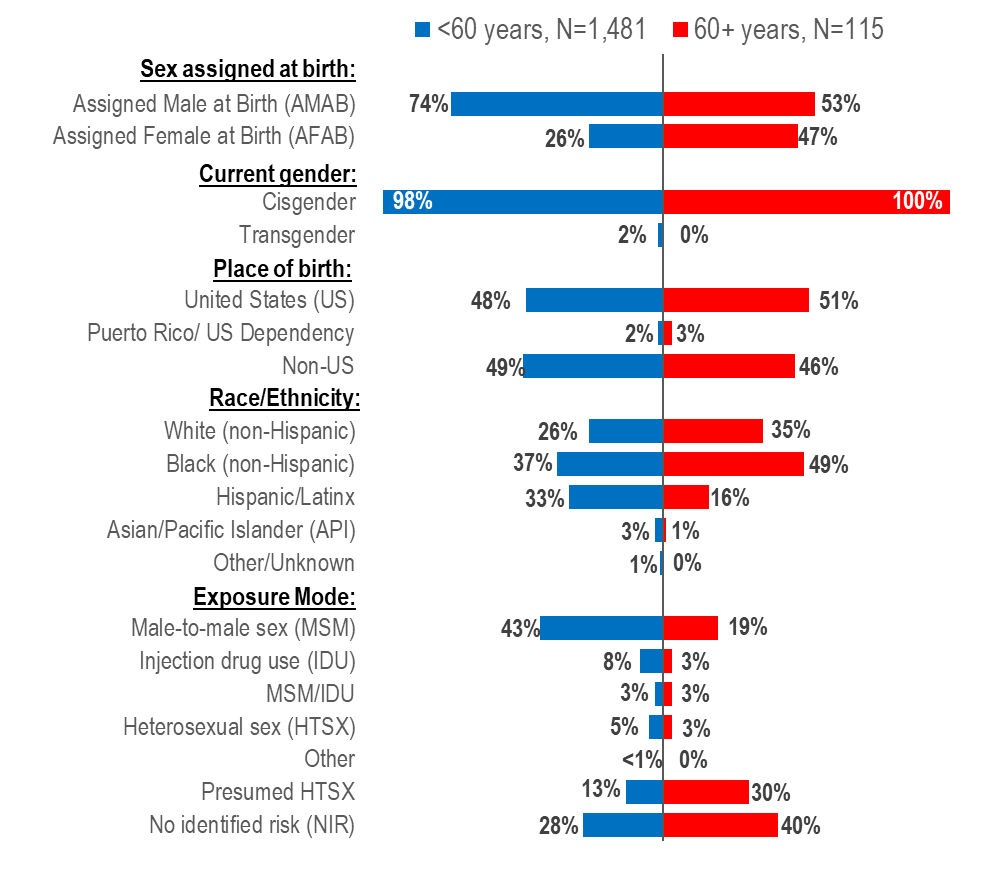 <60 years, N=1,481 60+ years, N=115
Sex assigned at birth:
Assigned Male at Birth (AMAB) 74% 53%
Assigned Female at Birth (AFAB) 26% 47%
Current gender:
Cisgender 98% 100%
Transgender 2% 0%
Place of birth:
United States (US) 48% 51%
Puerto Rico/ US Dependency 2% 3%
Non-US 49% 46%
Race/Ethnicity:
White (non-Hispanic) 26% 35%
Black (non-Hispanic) 37% 49%
Hispanic/Latinx 33% 16%
Asian/Pacific Islander (API) 3% 1%
Other/Unknown 1% 0%
Exposure Mode:
Male-to-male sex (MSM) 43% 19%
Injection drug use (IDU) 8% 3%
MSM/IDU 3% 3%
Heterosexual sex (HTSX) 5% 3%
Other <1% 0%
Presumed HTSX 13% 30%
No identified risk (NIR) 28% 40%